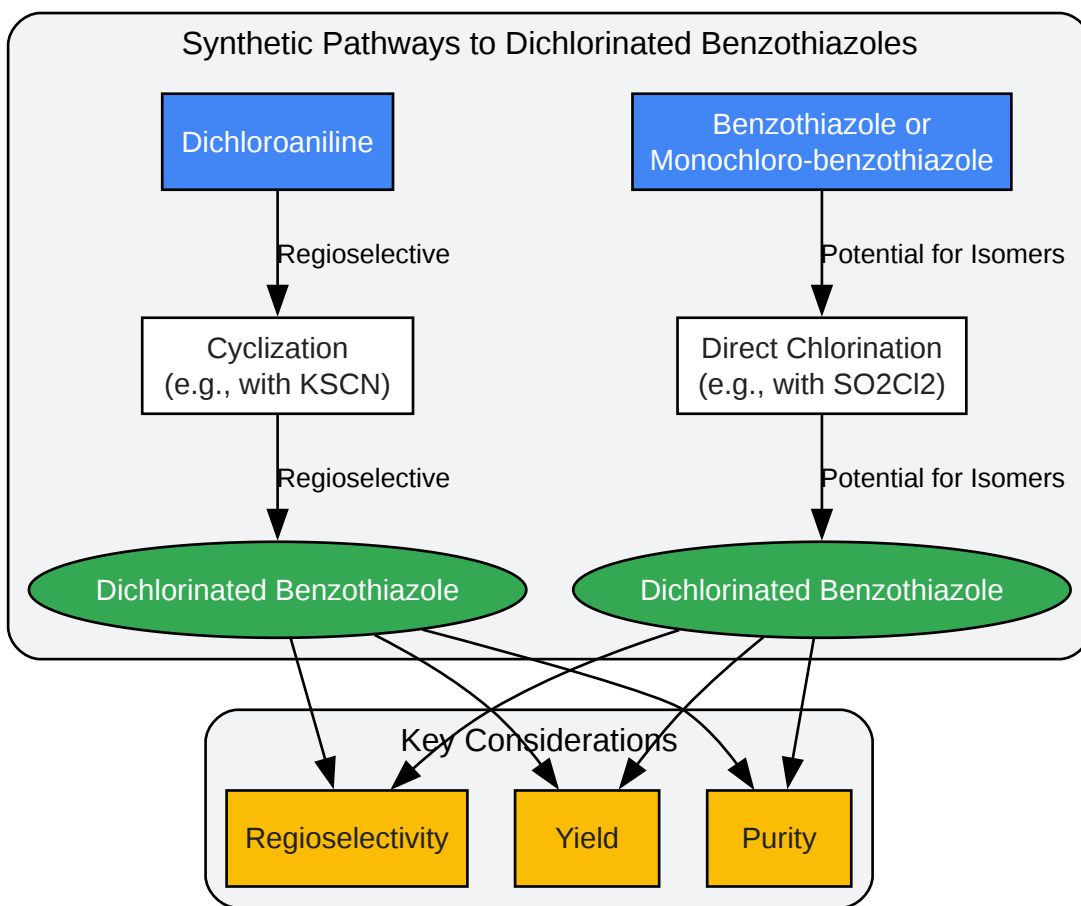 Synthetic Pathways to Dichlorinated Benzothiazoles
Dichloroaniline
Benzothiazole or
Monochloro-benzothiazole
Regioselective
Potential for Isomers
Cyclization
(e.g., with KSCN)
Direct Chlorination
(e.g., with SO2Cl2)
Regioselective
Potential for Isomers
Dichlorinated Benzothiazole
Dichlorinated Benzothiazole
Key Considerations
Regioselectivity
Yield
Purity